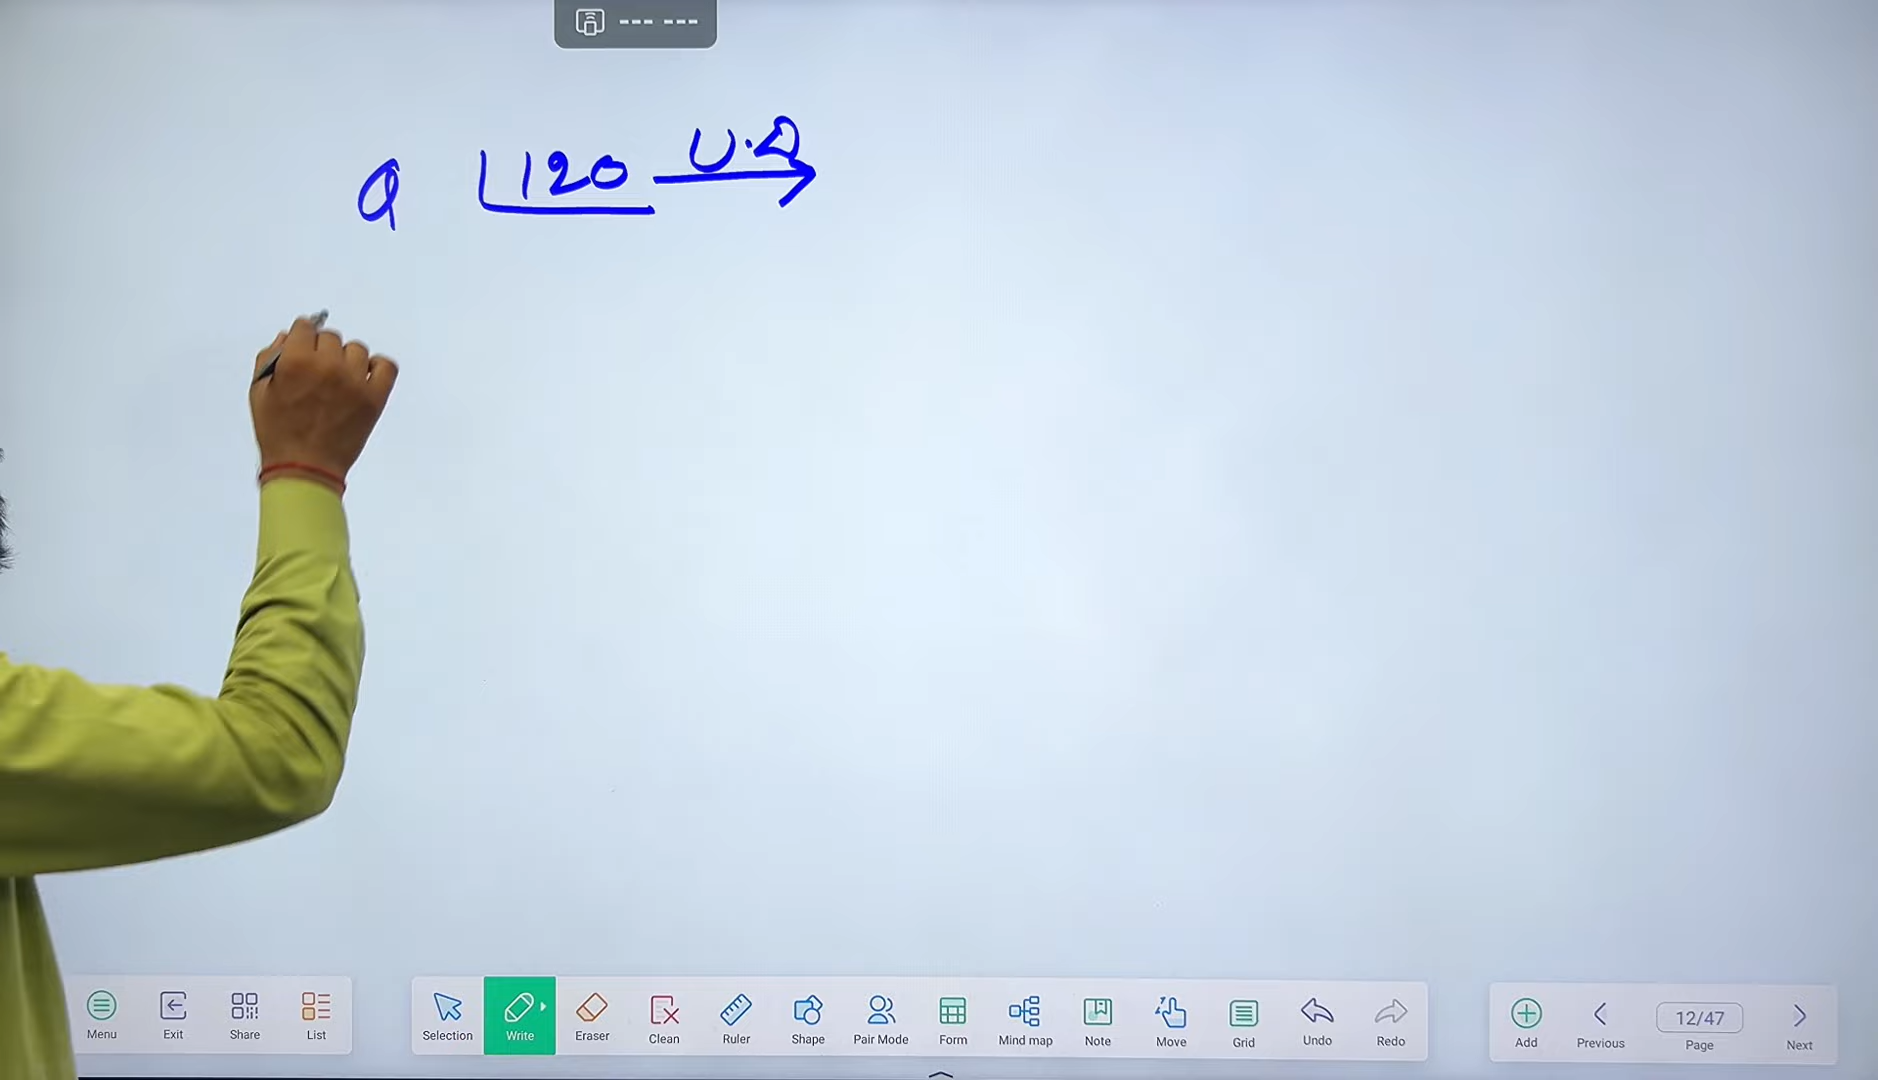 --- ---
Q 120 U.D
Menu Exit Share List Selection Write Eraser Clean Ruler Shape Pair Mode Form Mind map Note Move Grid Undo Redo Add Previous 12/47 Page Next